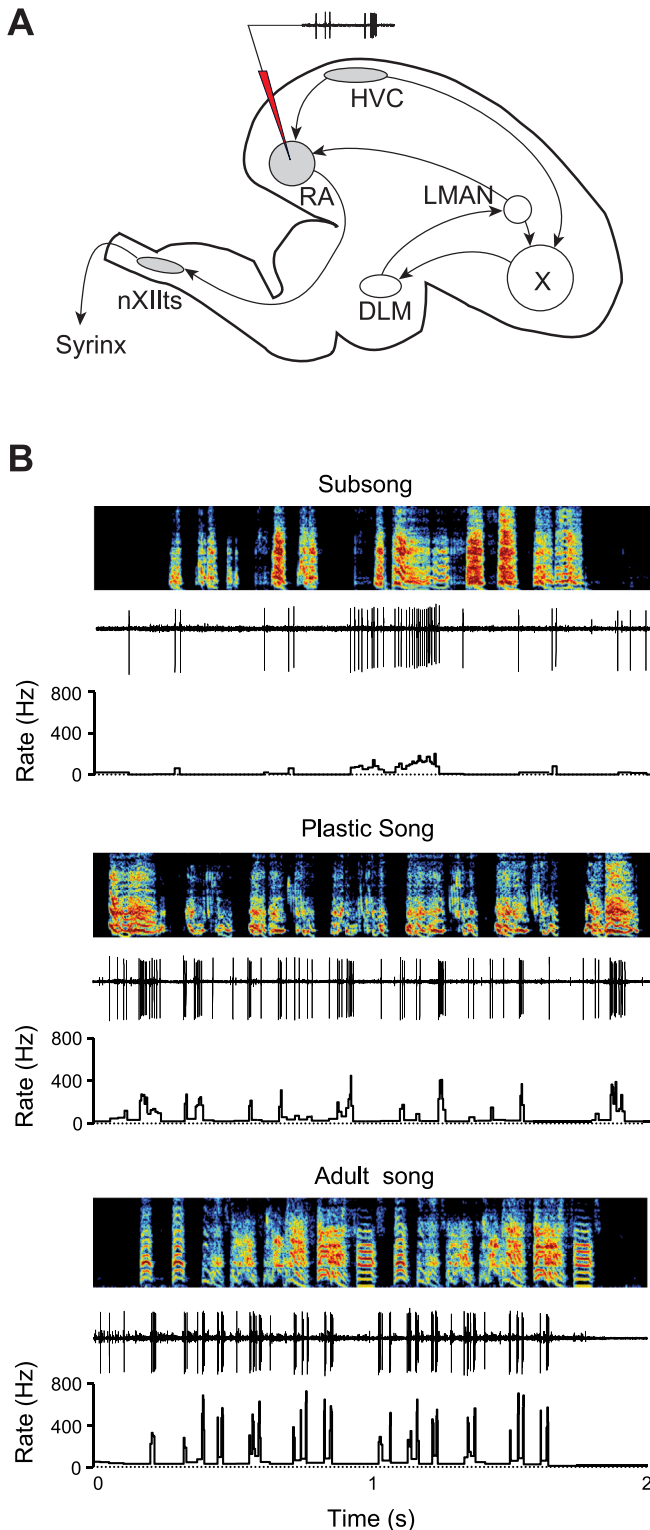 A
HVC
RA
LMAN
X
DLM
nXIIts
Syrinx
B
Subsong
800
400
0
Rate (Hz)
Plastic Song
800
400
0
Rate (Hz)
Adult song
800
400
0
Rate (Hz)
0 1 2
Time (s)